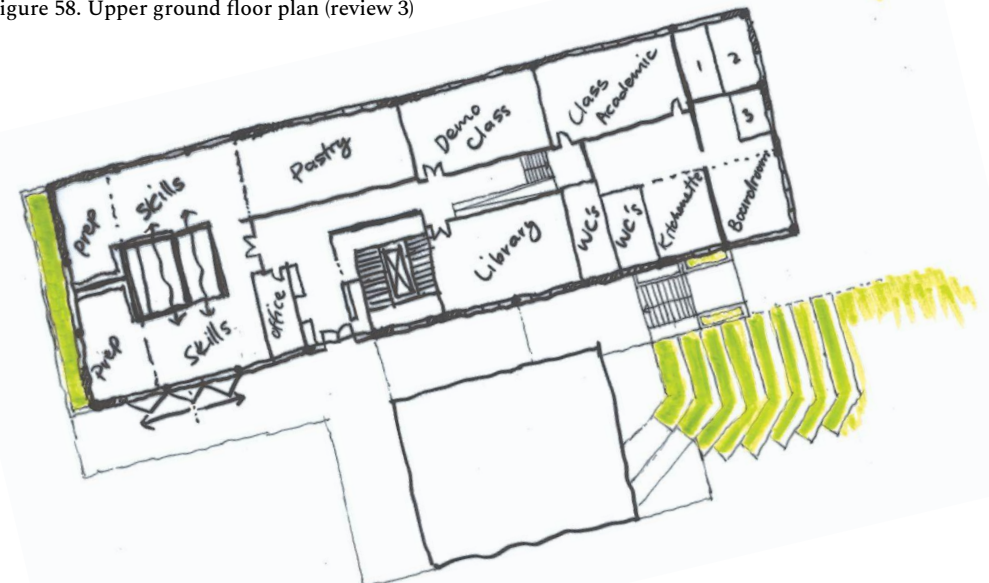 igure 58. Upper ground floor plan (review 3)
1
2
3
Class
Academic
Demo
Class
Pastry
Skills
Prep
Boardroom
Kitchenette
WC's
WC's
Library
Office
Skills
Prep